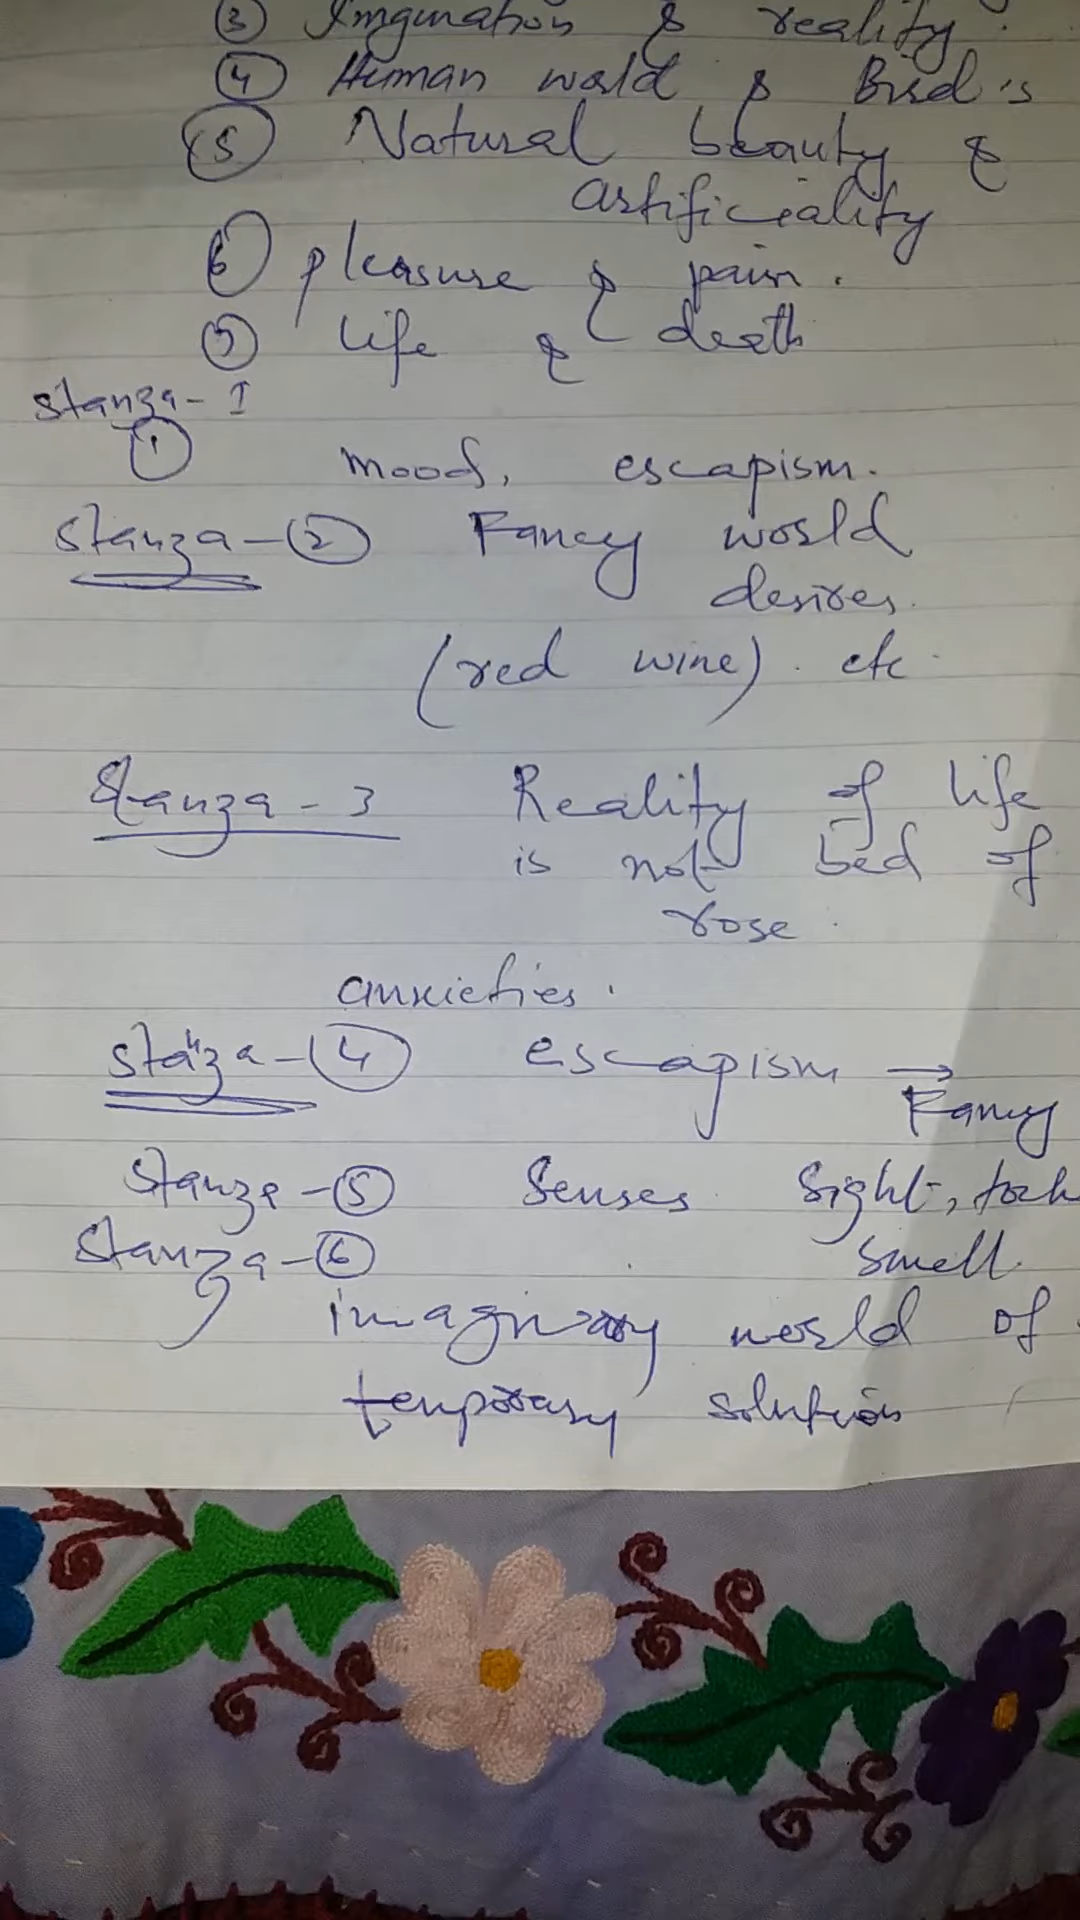 ③ Imgination & reality.
④ Human world & Bird's
⑤ Natural beauty &
artificiality
⑥ pleasure & pain.
⑦ life & death
Stanza - I
① mood, escapism.
Stanza - ② Fancy world
desires.
(red wine). etc.
Stanza - 3 Reality of life
is not bed of
rose.
anxieties.
Stanza - ④ escapism →
Fancy
Stanza - ⑤ Senses Sight,
Stanza - ⑥ Smell
imaginary world of
temporary solution